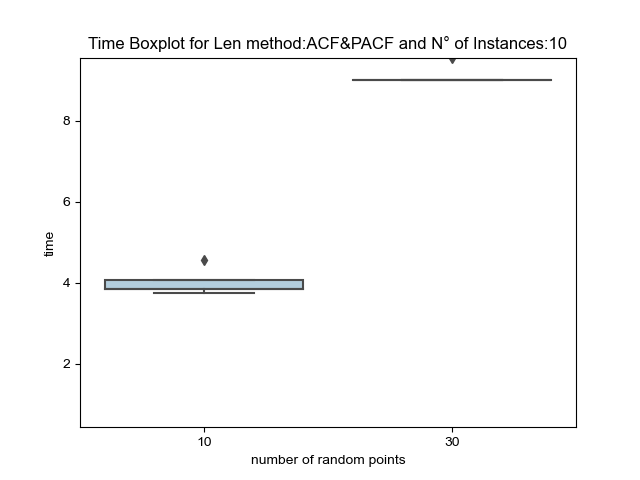 Time Boxplot for Len method:ACF&PACF and N° of Instances:10
8
6
4
2
time
10 30
number of random points